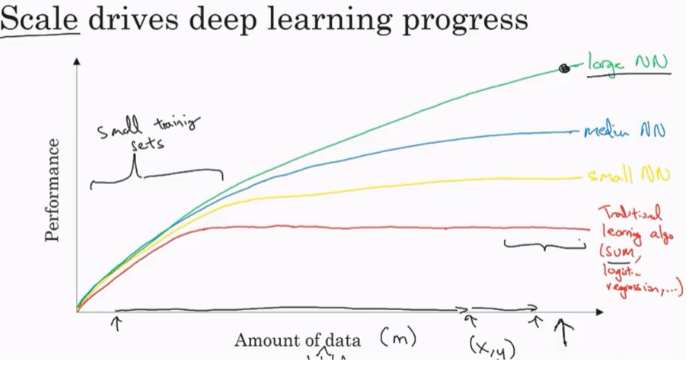 Scale drives deep learning progress
large NN
small training
sets
medium NN
small NN
Traditional
learning algo
(SVM,
logistic
regression,...)
Performance
Amount of data (m)
(x,y)